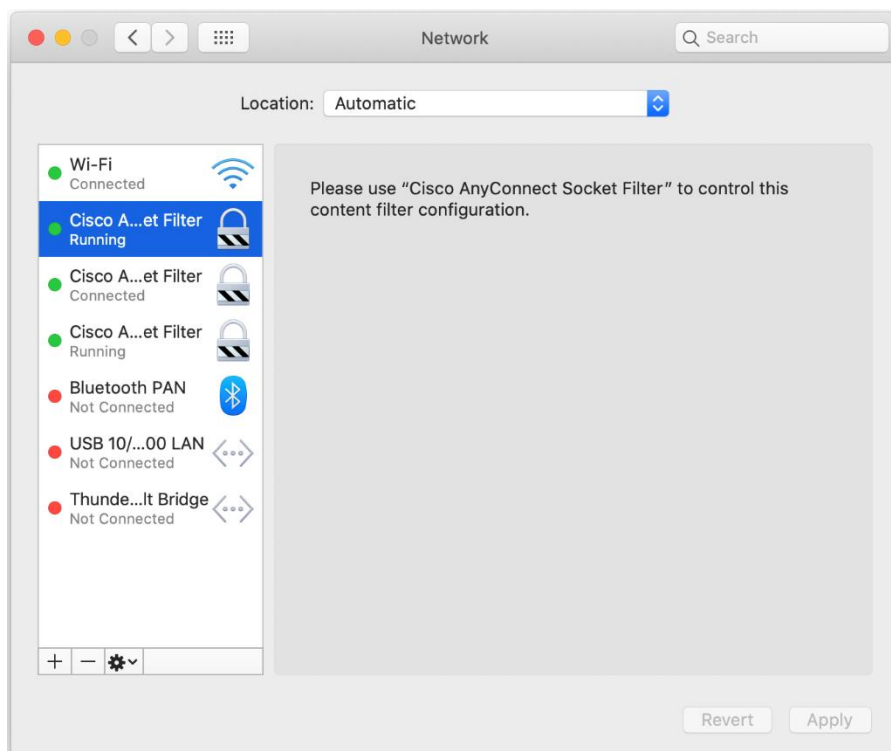 Network
Search
Location: Automatic
Wi-Fi
Connected
Cisco A...et Filter
Running
Cisco A...et Filter
Connected
Cisco A...et Filter
Running
Bluetooth PAN
Not Connected
USB 10/...00 LAN
Not Connected
Thunde...lt Bridge
Not Connected
Please use “Cisco AnyConnect Socket Filter” to control this
content filter configuration.
Revert Apply